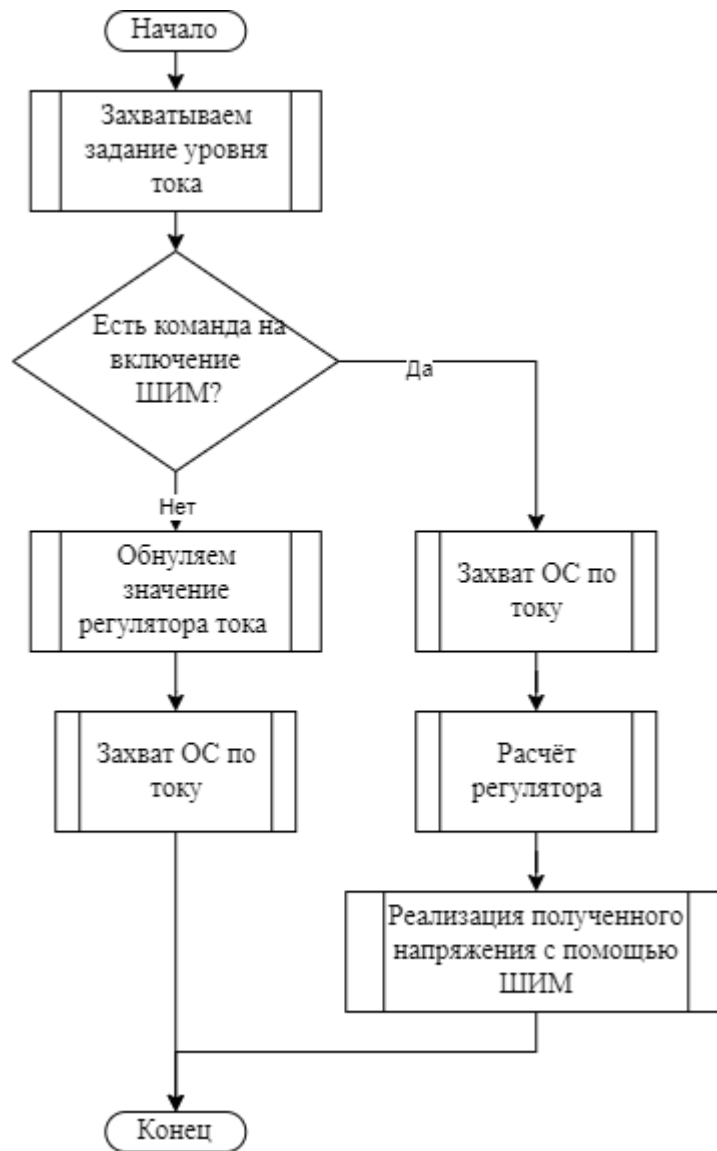 Начало
Захватываем
задание уровня
тока
Есть команда на
включение
ШИМ?
Да
Нет
Обнуляем
значение
регулятора тока
Захват ОС по
току
Захват ОС по
току
Расчёт
регулятора
Реализация полученного
напряжения с помощью
ШИМ
Конец